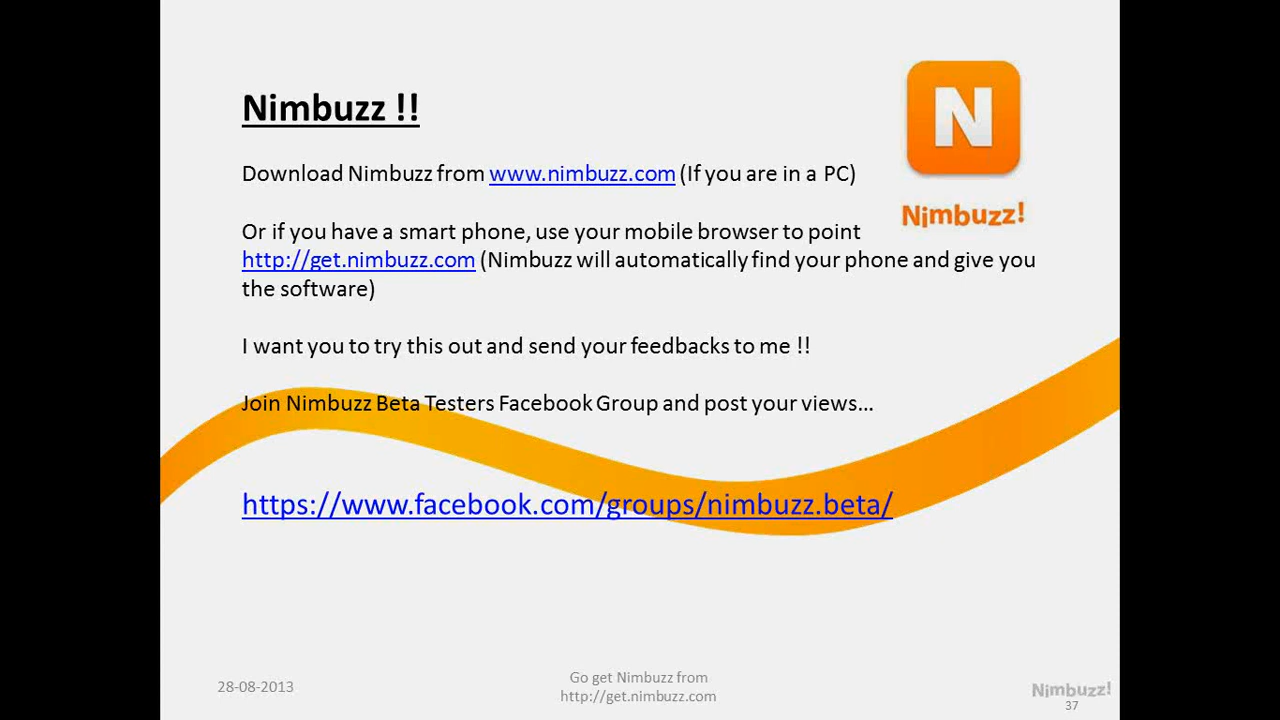 Nimbuzz !!
N
Download Nimbuzz from www.nimbuzz.com (If you are in a PC)
Nimbuzz!
Or if you have a smart phone, use your mobile browser to point
http://get.nimbuzz.com (Nimbuzz will automatically find your phone and give you
the software)
I want you to try this out and send your feedbacks to me !!
Join Nimbuzz Beta Testers Facebook Group and post your views...
https://www.facebook.com/groups/nimbuzz.beta/
28-08-2013
Go get Nimbuzz from
http://get.nimbuzz.com
Nimbuzz!
37